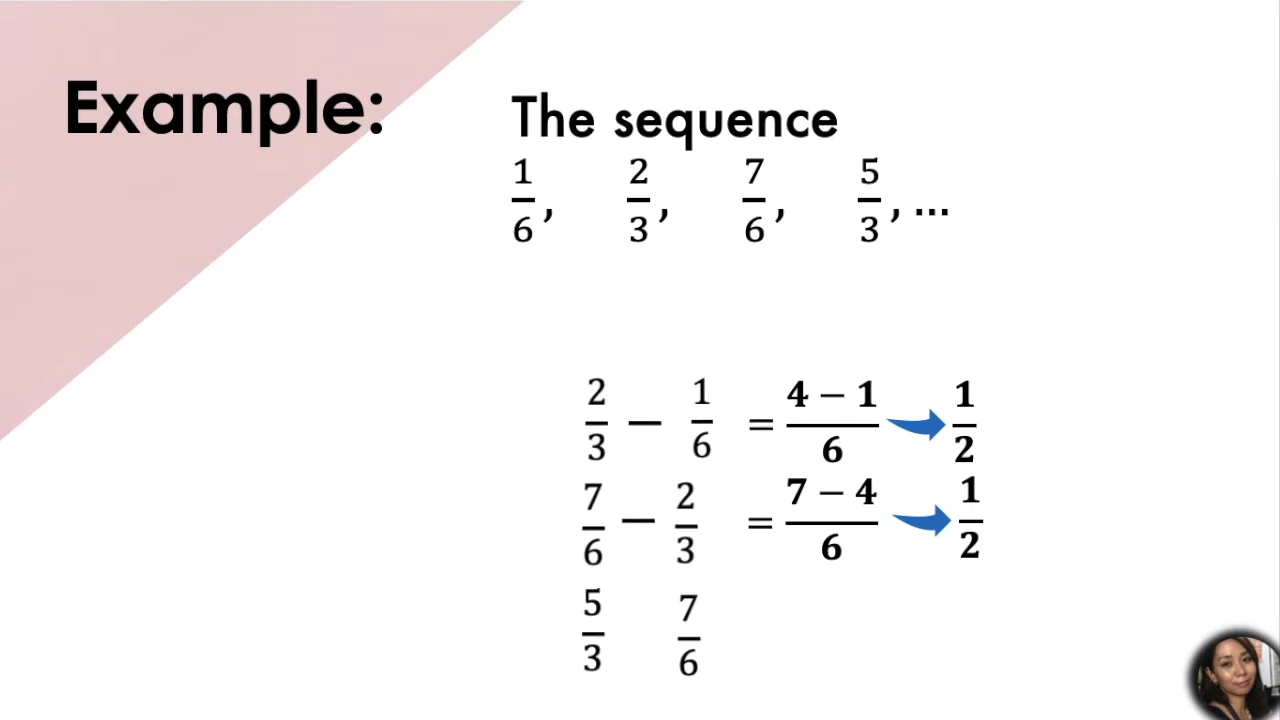 Example:
The sequence
1/6, 2/3, 7/6, 5/3, ...
2/3 − 1/6 = (4 − 1)/6 1/2
7/6 − 2/3 = (7 − 4)/6 1/2
5/3 7/6